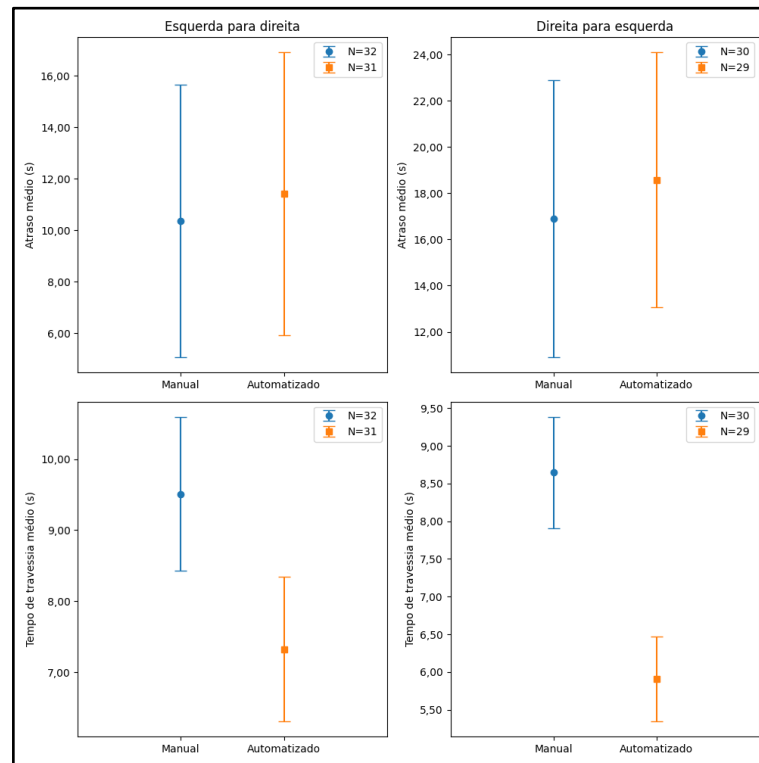 Esquerda para direita
N=32
N=31
16,00
14,00
12,00
10,00
8,00
6,00
Atraso médio (s)
Manual
Automatizado
Direita para esquerda
N=30
N=29
24,00
22,00
20,00
18,00
16,00
14,00
12,00
Atraso médio (s)
Manual
Automatizado
N=32
N=31
10,00
9,00
8,00
7,00
Tempo de travessia médio (s)
Manual
Automatizado
N=30
N=29
9,50
9,00
8,50
8,00
7,50
7,00
6,50
6,00
5,50
Tempo de travessia médio (s)
Manual
Automatizado